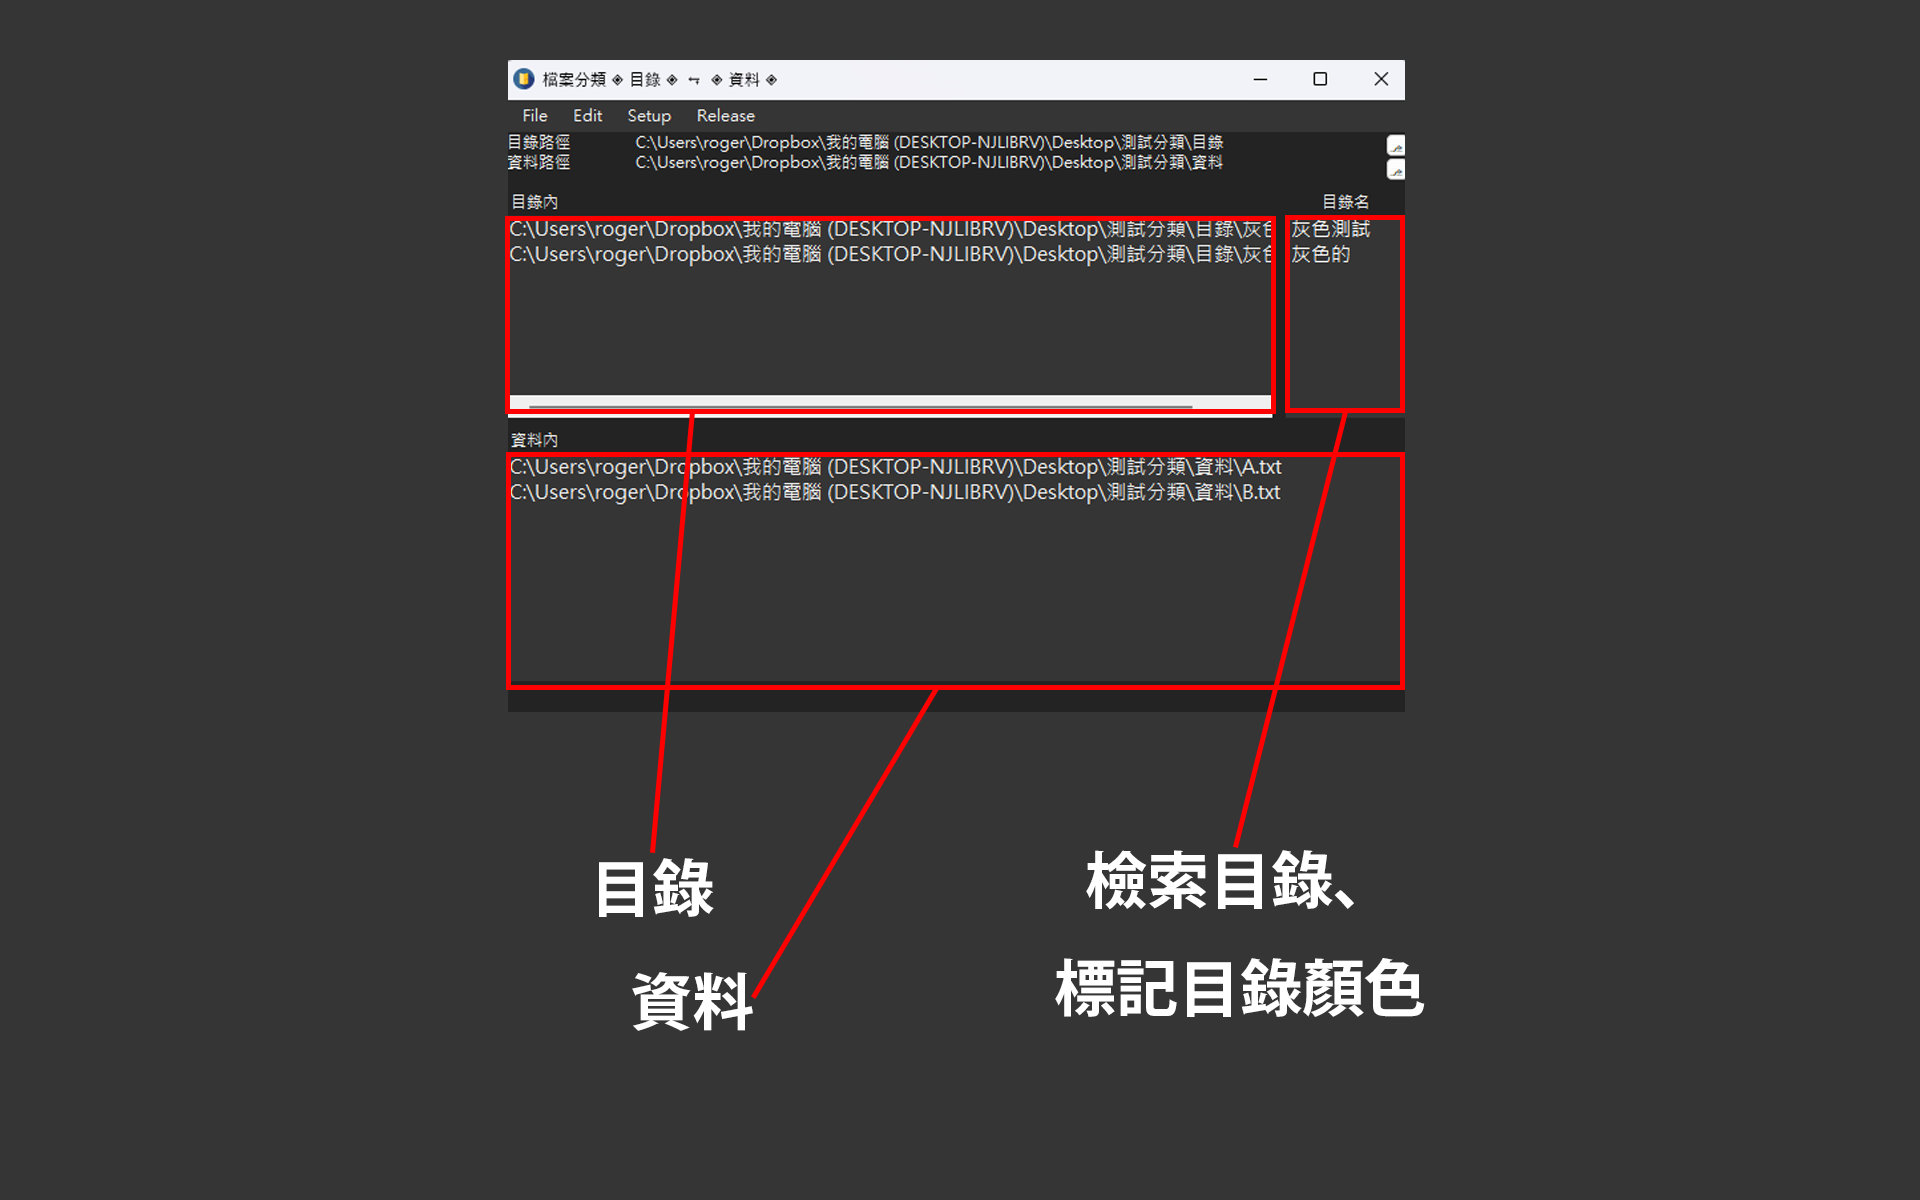 檔案分類 ◈ 目錄 ◈ ⇆ ◈ 資料 ◈
File Edit Setup Release
目錄路徑 C:\Users\roger\Dropbox\我的電腦 (DESKTOP-NJLIBRV)\Desktop\測試分類\目錄
資料路徑 C:\Users\roger\Dropbox\我的電腦 (DESKTOP-NJLIBRV)\Desktop\測試分類\資料
目錄內 目錄名
C:\Users\roger\Dropbox\我的電腦 (DESKTOP-NJLIBRV)\Desktop\測試分類\目錄\灰色 灰色測試
C:\Users\roger\Dropbox\我的電腦 (DESKTOP-NJLIBRV)\Desktop\測試分類\目錄\灰色 灰色的
資料內
C:\Users\roger\Dropbox\我的電腦 (DESKTOP-NJLIBRV)\Desktop\測試分類\資料\A.txt
C:\Users\roger\Dropbox\我的電腦 (DESKTOP-NJLIBRV)\Desktop\測試分類\資料\B.txt
目錄
資料
檢索目錄、
標記目錄顏色